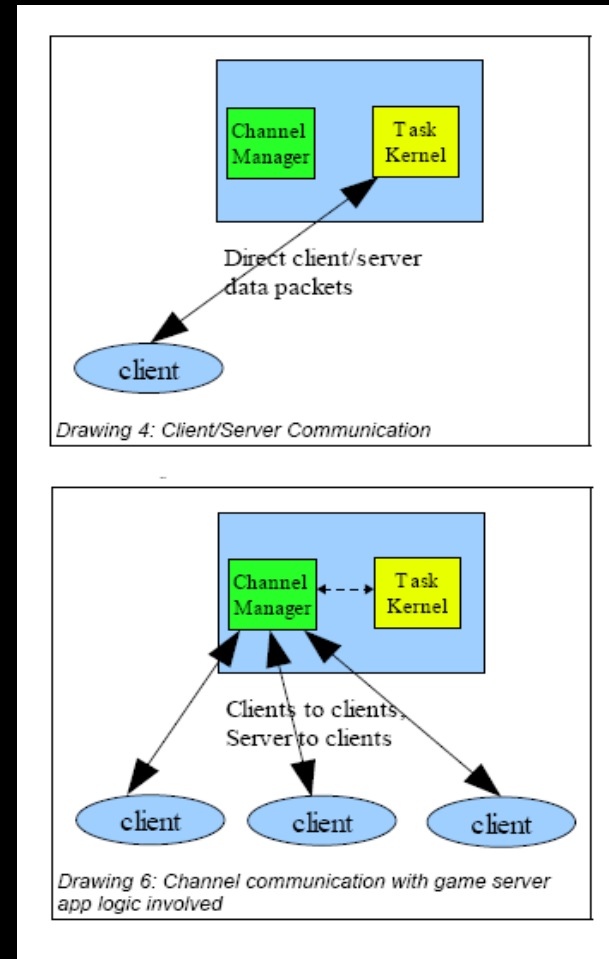 Channel
Manager
Task
Kernel
Direct client/server
data packets
client
Drawing 4: Client/Server Communication
Channel
Manager
Task
Kernel
Clients to clients,
Server to clients
client
client
client
Drawing 6: Channel communication with game server
app logic involved